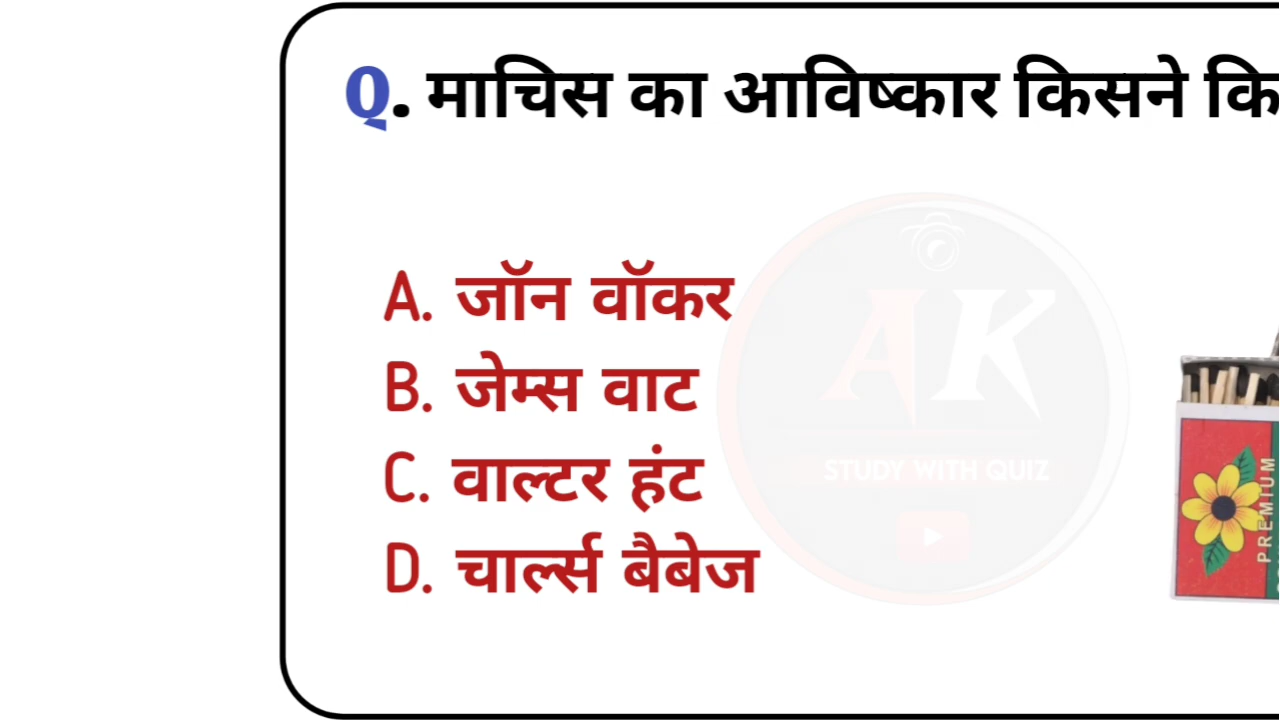 Q. माचिस का आविष्कार किसने कि
A. जॉन वॉकर
B. जेम्स वाट
C. वाल्टर हंट
D. चार्ल्स बैबेज
AK
STUDY WITH QUIZ
PREMIUM